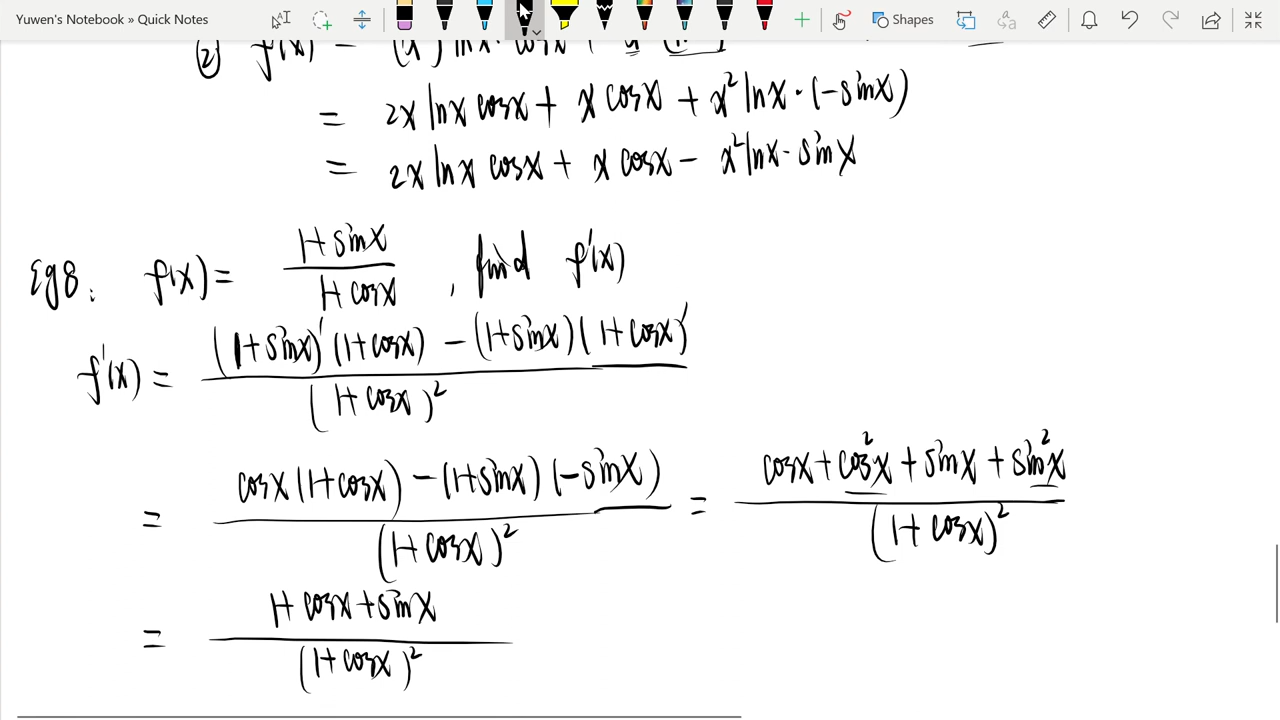 Yuwen's Notebook » Quick Notes
Shapes
(2) f'(x) =
= 2x lnx cosx + x cosx + x² lnx · (-sinx)
= 2x lnx cosx + x cosx - x² lnx · sinx
Eg8. f(x) = (1+sinx)/(1+cosx), find f'(x)
f'(x) = ((1+sinx)'(1+cosx) - (1+sinx)(1+cosx)')/(1+cosx)²
= (cosx(1+cosx) - (1+sinx)(-sinx))/(1+cosx)² = (cosx + cos²x + sinx + sin²x)/(1+cosx)²
= (1+cosx+sinx)/(1+cosx)²